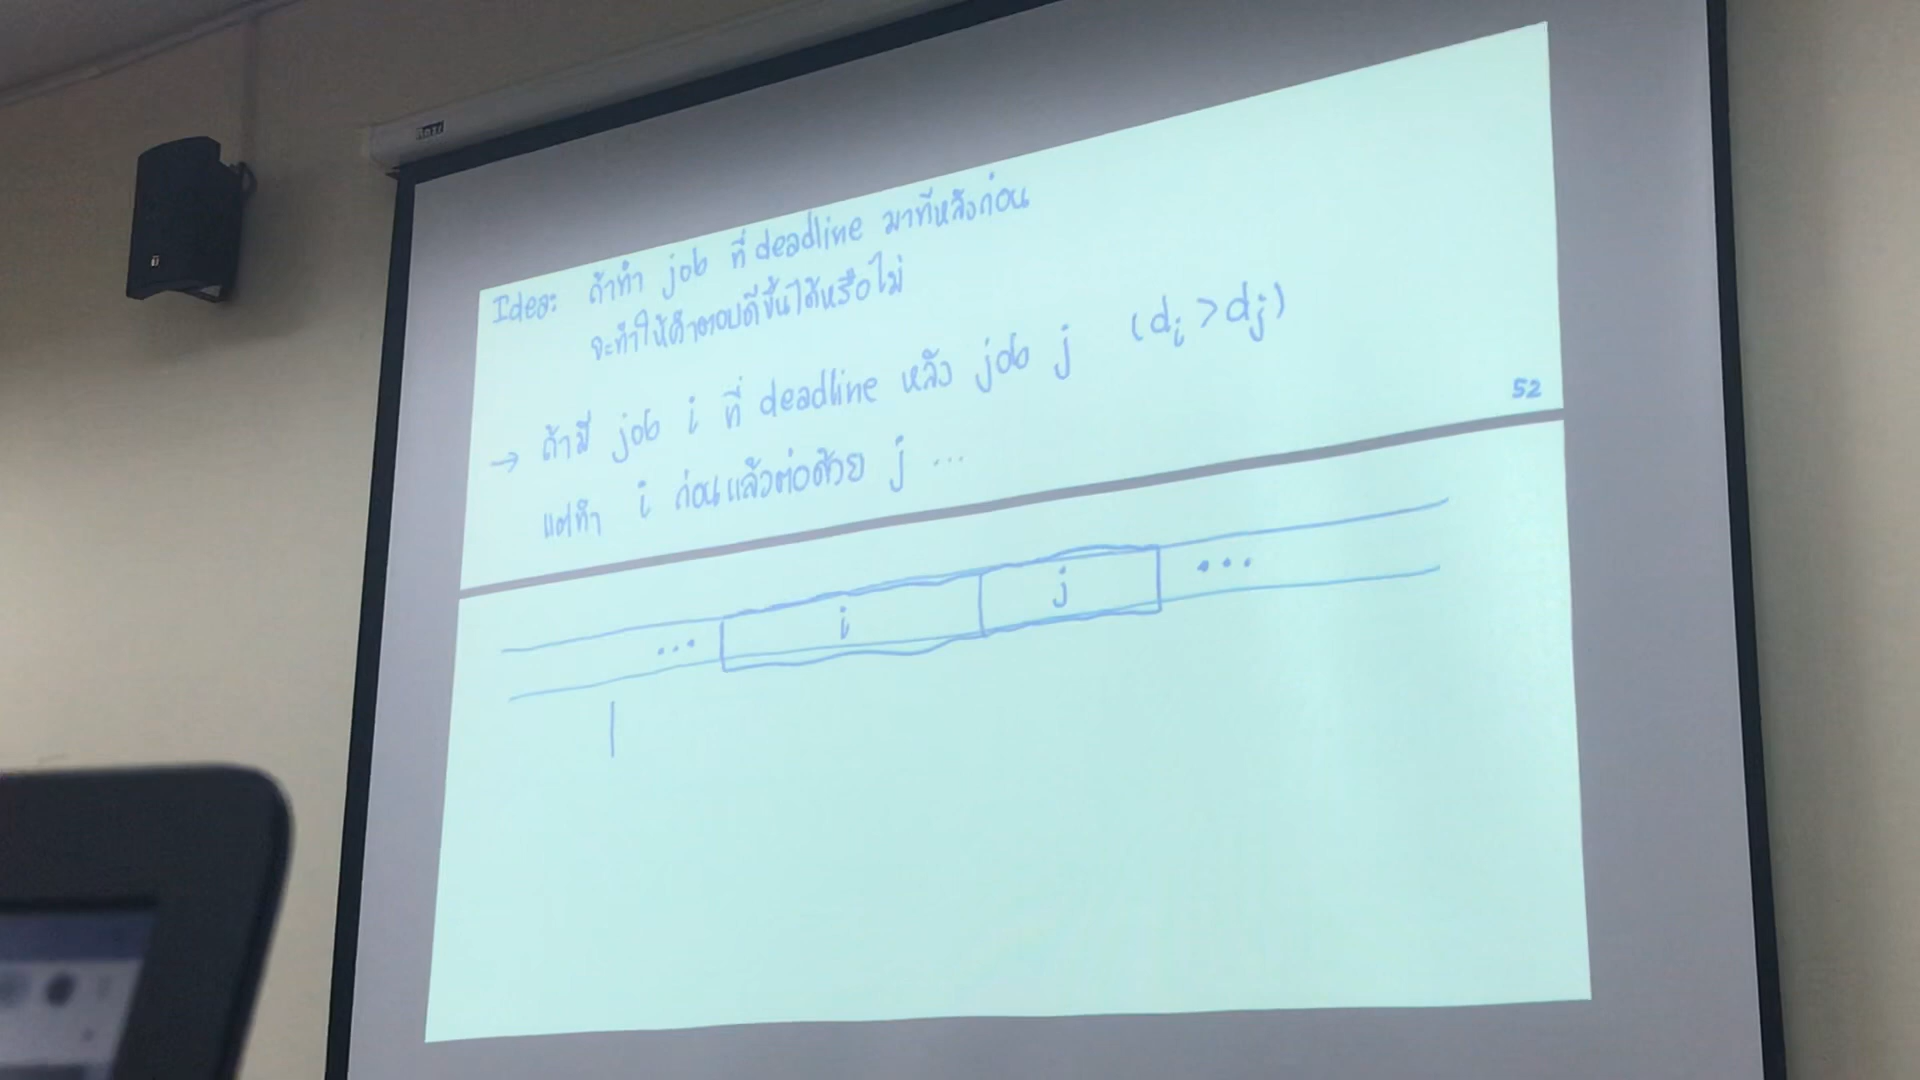 Idea: ถ้าทำ job ที่ deadline มาทีหลังก่อน
จะทำให้คำตอบดีขึ้นได้หรือไม่
→ ถ้ามี job i ที่ deadline หลัง job j (di > dj)
แต่ทำ i ก่อนแล้วต่อด้วย j ...
52
... i j ...